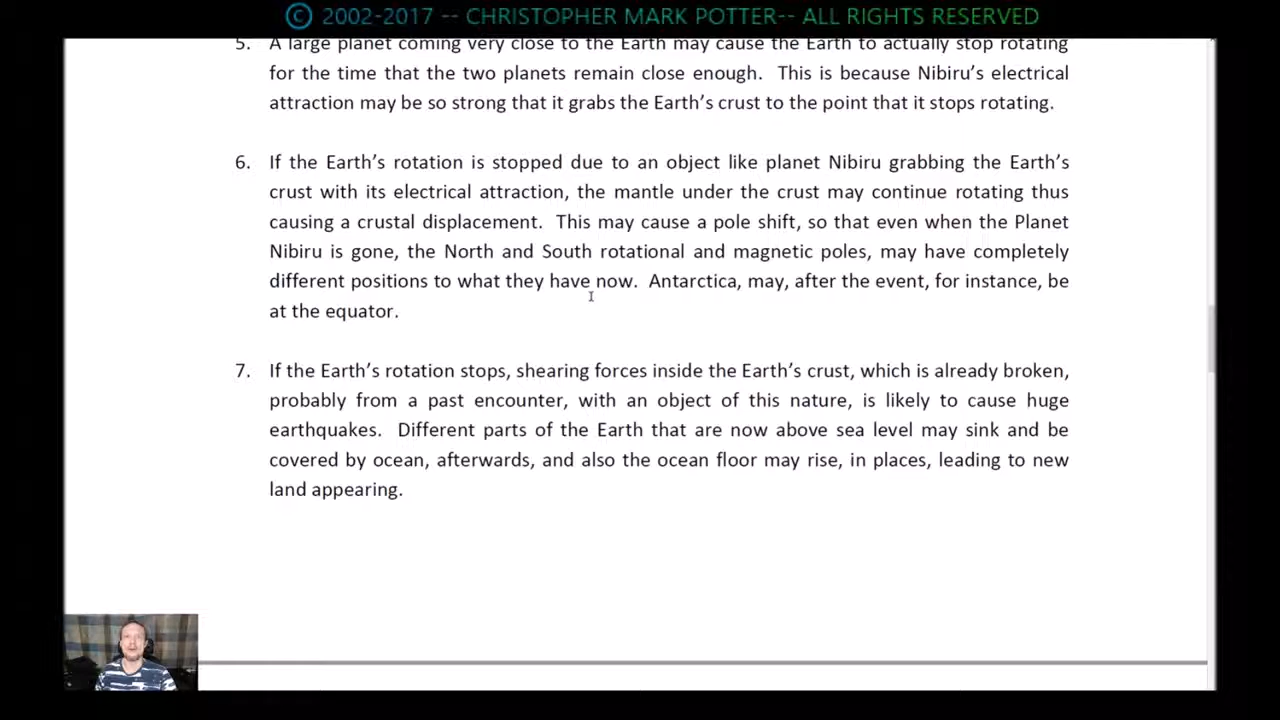 © 2002-2017 -- CHRISTOPHER MARK POTTER-- ALL RIGHTS RESERVED
5. A large planet coming very close to the Earth may cause the Earth to actually stop rotating
for the time that the two planets remain close enough. This is because Nibiru’s electrical
attraction may be so strong that it grabs the Earth’s crust to the point that it stops rotating.
6. If the Earth’s rotation is stopped due to an object like planet Nibiru grabbing the Earth’s
crust with its electrical attraction, the mantle under the crust may continue rotating thus
causing a crustal displacement. This may cause a pole shift, so that even when the Planet
Nibiru is gone, the North and South rotational and magnetic poles, may have completely
different positions to what they have now. Antarctica, may, after the event, for instance, be
at the equator.
7. If the Earth’s rotation stops, shearing forces inside the Earth’s crust, which is already broken,
probably from a past encounter, with an object of this nature, is likely to cause huge
earthquakes. Different parts of the Earth that are now above sea level may sink and be
covered by ocean, afterwards, and also the ocean floor may rise, in places, leading to new
land appearing.